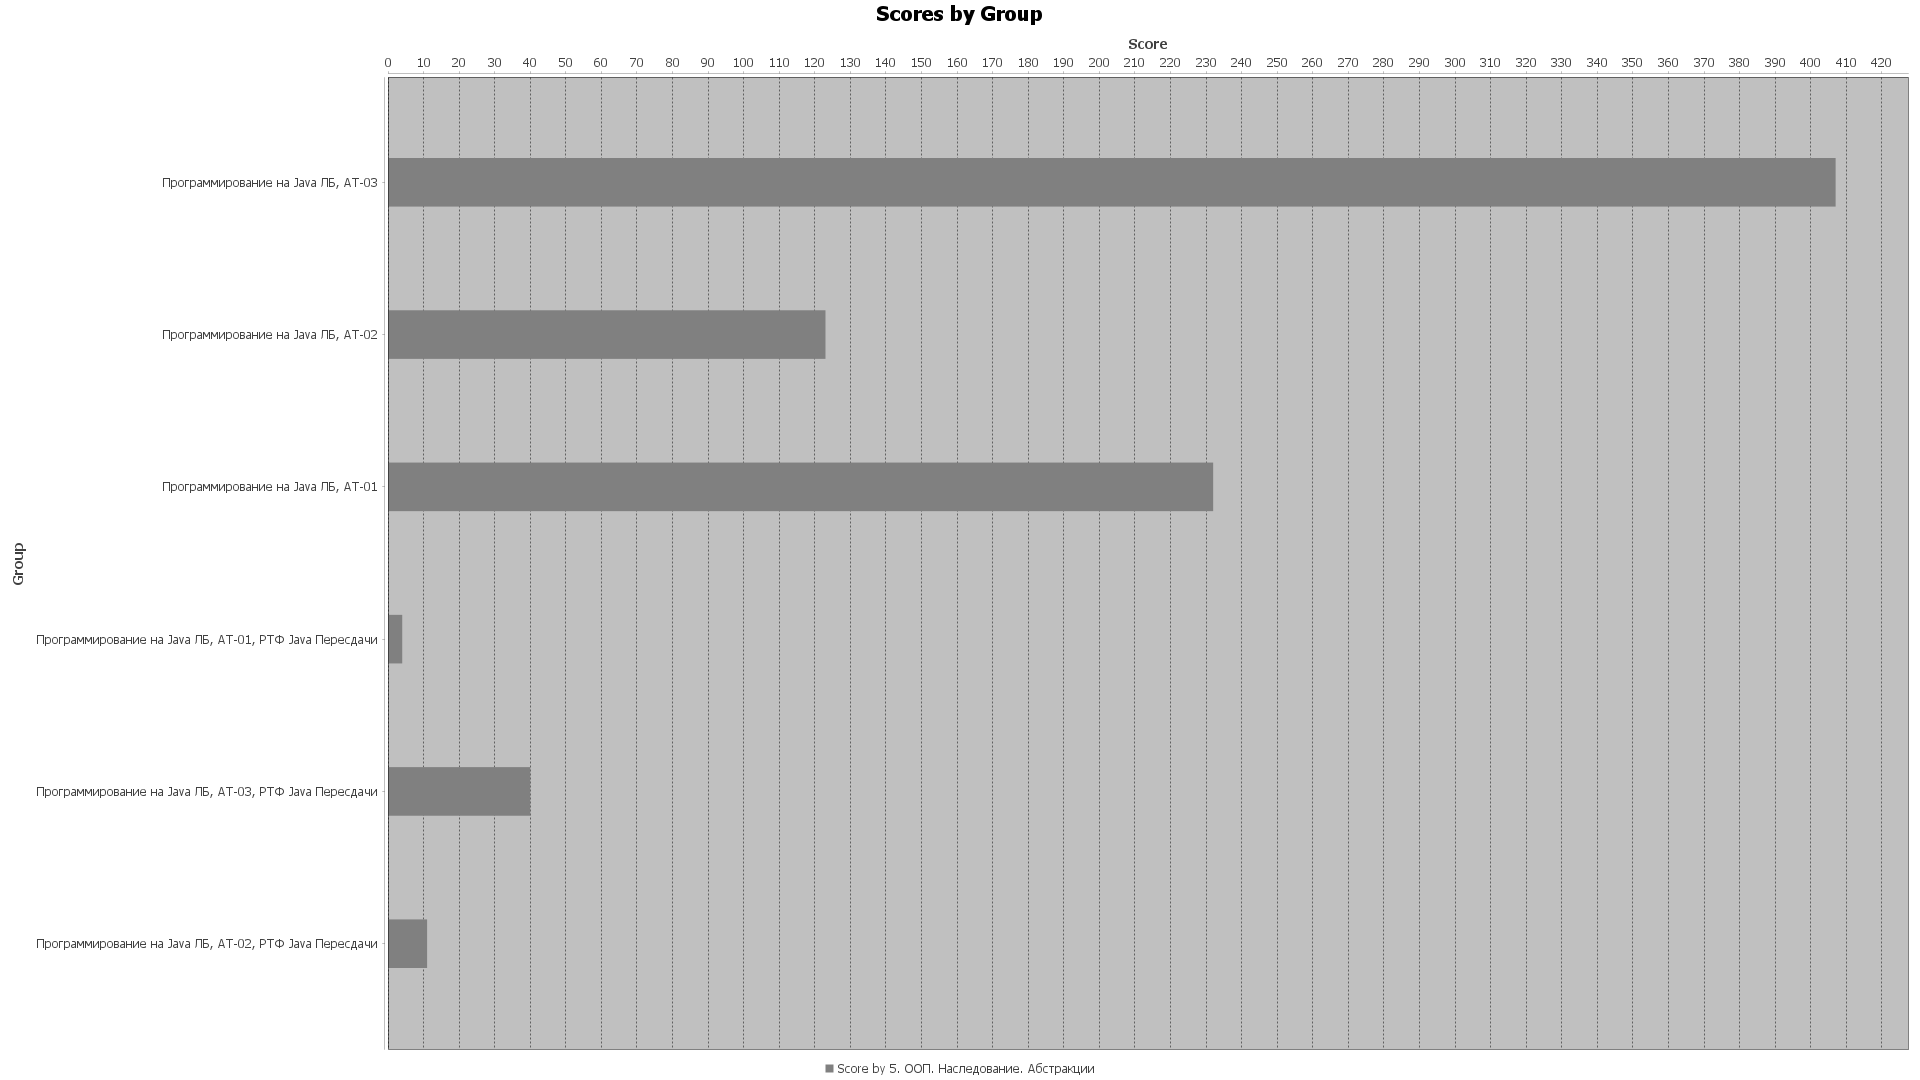 Scores by Group
Score
0 10 20 30 40 50 60 70 80 90 100 110 120 130 140 150 160 170 180 190 200 210 220 230 240 250 260 270 280 290 300 310 320 330 340 350 360 370 380 390 400 410 420
Программирование на Java ЛБ, АТ-03
Программирование на Java ЛБ, АТ-02
Программирование на Java ЛБ, АТ-01
Group
Программирование на Java ЛБ, АТ-01, РТФ Java Пересдачи
Программирование на Java ЛБ, АТ-03, РТФ Java Пересдачи
Программирование на Java ЛБ, АТ-02, РТФ Java Пересдачи
Score by 5. ООП. Наследование. Абстракции